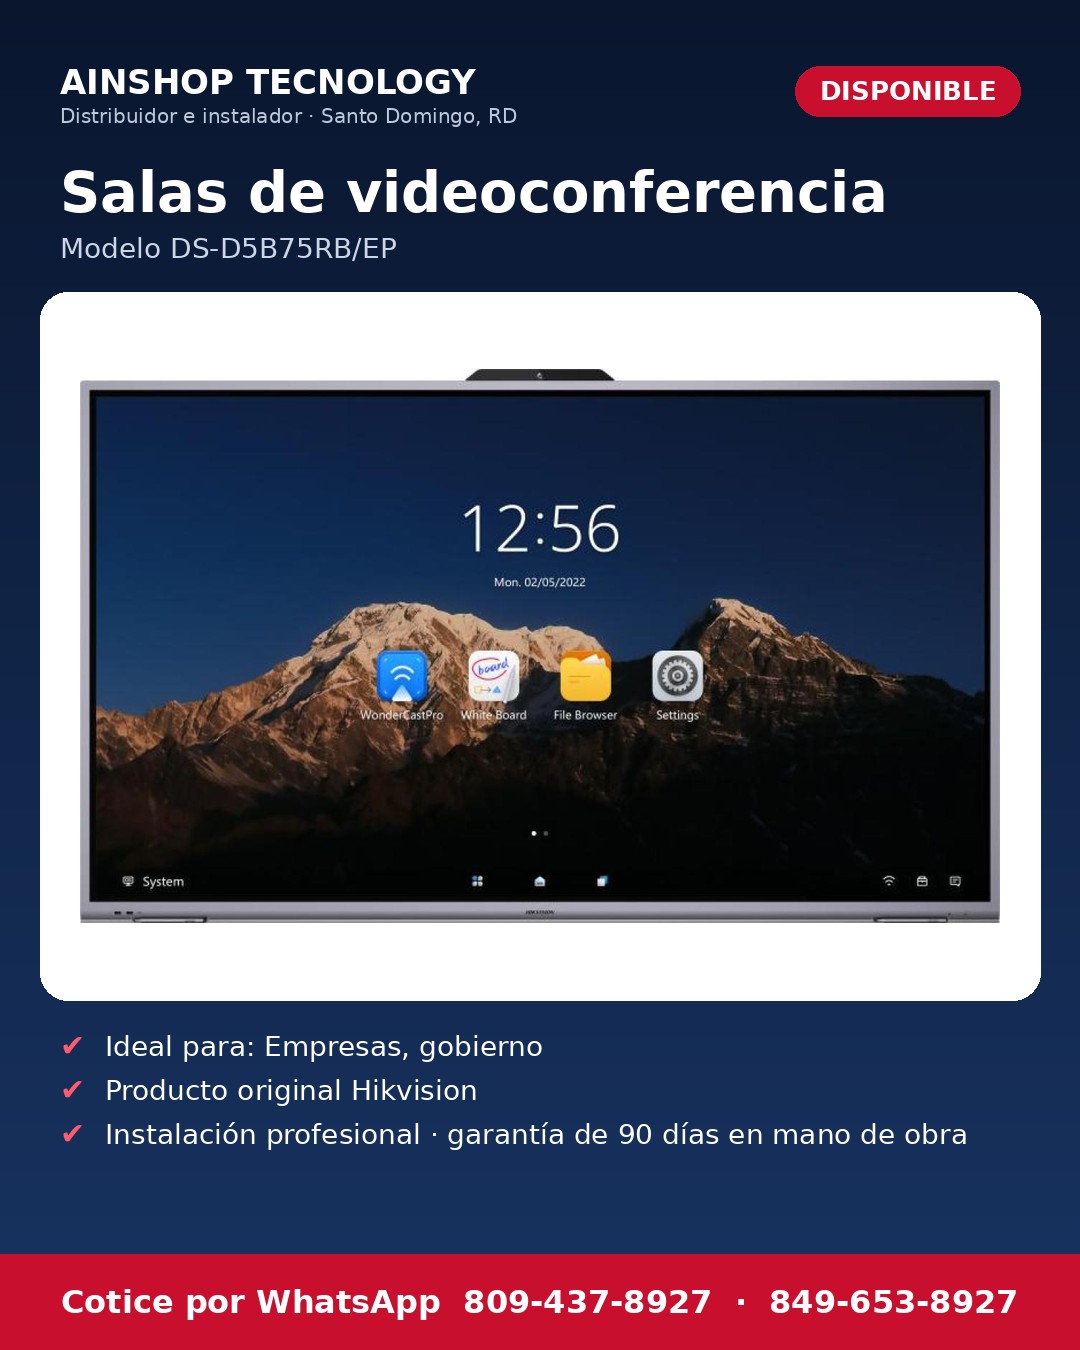 AINSHOP TECNOLOGY
Distribuidor e instalador · Santo Domingo, RD
DISPONIBLE
Salas de videoconferencia
Modelo DS-D5B75RB/EP
12:56
Mon. 02/05/2022
board
WonderCastPro White Board File Browser Settings
System
HIKVISION
✔ Ideal para: Empresas, gobierno
✔ Producto original Hikvision
✔ Instalación profesional · garantía de 90 días en mano de obra
Cotice por WhatsApp 809-437-8927 · 849-653-8927